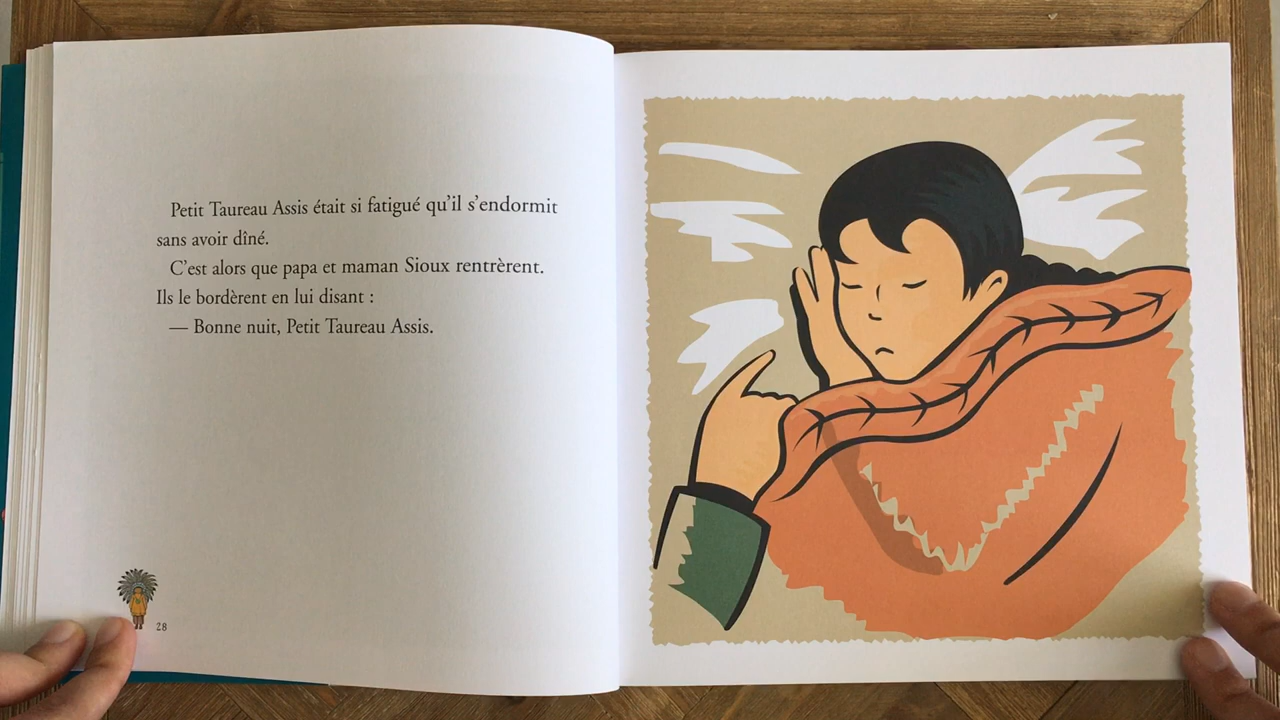 Petit Taureau Assis était si fatigué qu'il s'endormit
sans avoir dîné.
C'est alors que papa et maman Sioux rentrèrent.
Ils le bordèrent en lui disant :
— Bonne nuit, Petit Taureau Assis.
28